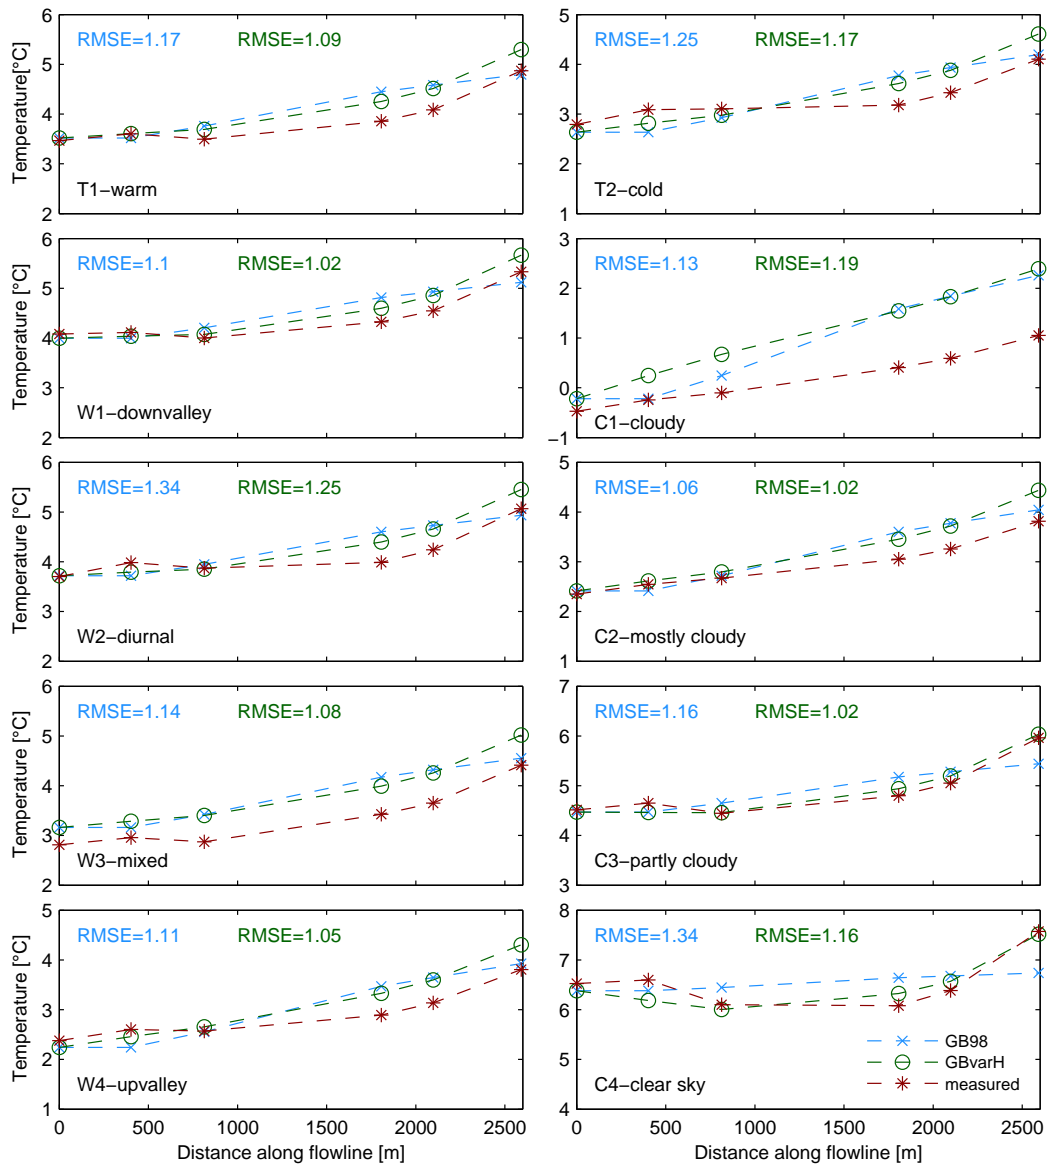 6
5
4
3
2
Temperature[°C]
RMSE=1.17 RMSE=1.09
T1−warm
5
4
3
2
1
RMSE=1.25 RMSE=1.17
T2−cold
6
5
4
3
2
Temperature [°C]
RMSE=1.1 RMSE=1.02
W1−downvalley
3
2
1
0
−1
RMSE=1.13 RMSE=1.19
C1−cloudy
6
5
4
3
2
Temperature [°C]
RMSE=1.34 RMSE=1.25
W2−diurnal
5
4
3
2
1
RMSE=1.06 RMSE=1.02
C2−mostly cloudy
6
5
4
3
2
Temperature [°C]
RMSE=1.14 RMSE=1.08
W3−mixed
7
6
5
4
3
RMSE=1.16 RMSE=1.02
C3−partly cloudy
5
4
3
2
1
Temperature [°C]
RMSE=1.11 RMSE=1.05
W4−upvalley
0 500 1000 1500 2000 2500
Distance along flowline [m]
8
7
6
5
4
RMSE=1.34 RMSE=1.16
C4−clear sky
GB98
GBvarH
measured
0 500 1000 1500 2000 2500
Distance along flowline [m]